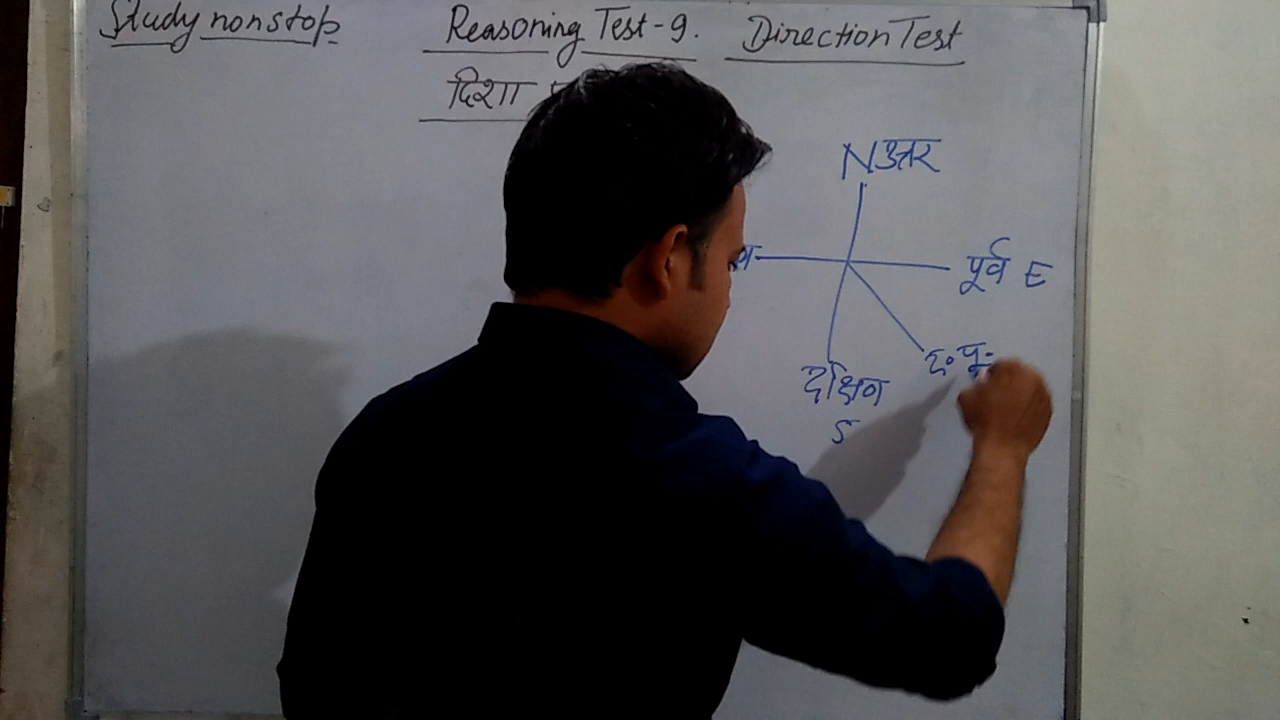 Study nonstop Reasoning Test-9. Direction Test
दिशा
N उत्तर
पूर्व E
द॰ पू॰
दक्षिण
S